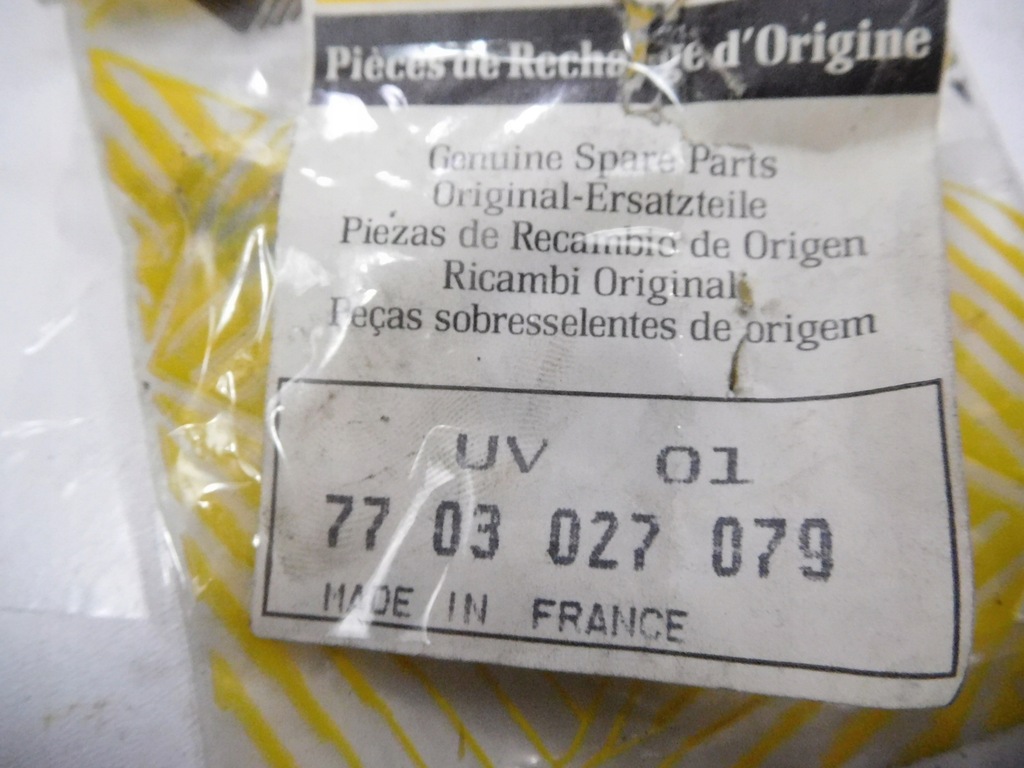 Pièces de Rechange d'Origine
Genuine Spare Parts
Original-Ersatzteile
Piezas de Recambio de Origen
Ricambi Originali
Peças sobresselentes de origem
UV 01
77 03 027 079
MADE IN FRANCE